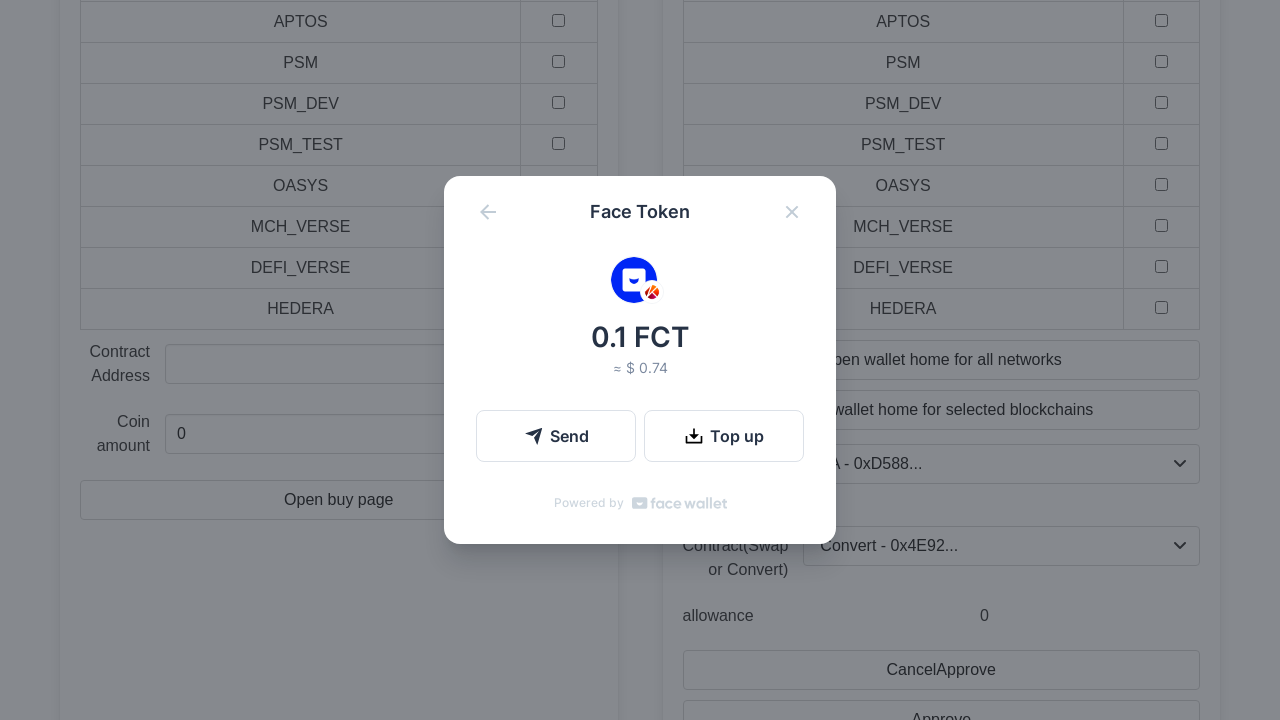 APTOS
PSM
PSM_DEV
PSM_TEST
OASYS
MCH_VERSE
DEFI_VERSE
HEDERA
Contract
Address
Coin
amount
0
Open buy page
Face Token
0.1 FCT
≈ $ 0.74
Send
Top up
Powered by face wallet
APTOS
PSM
PSM_DEV
PSM_TEST
OASYS
MCH_VERSE
DEFI_VERSE
HEDERA
pen wallet home for all networks
wallet home for selected blockchains
A - 0xD588...
Contract(Swap
or Convert)
Convert - 0x4E92...
allowance
0
CancelApprove
Approve